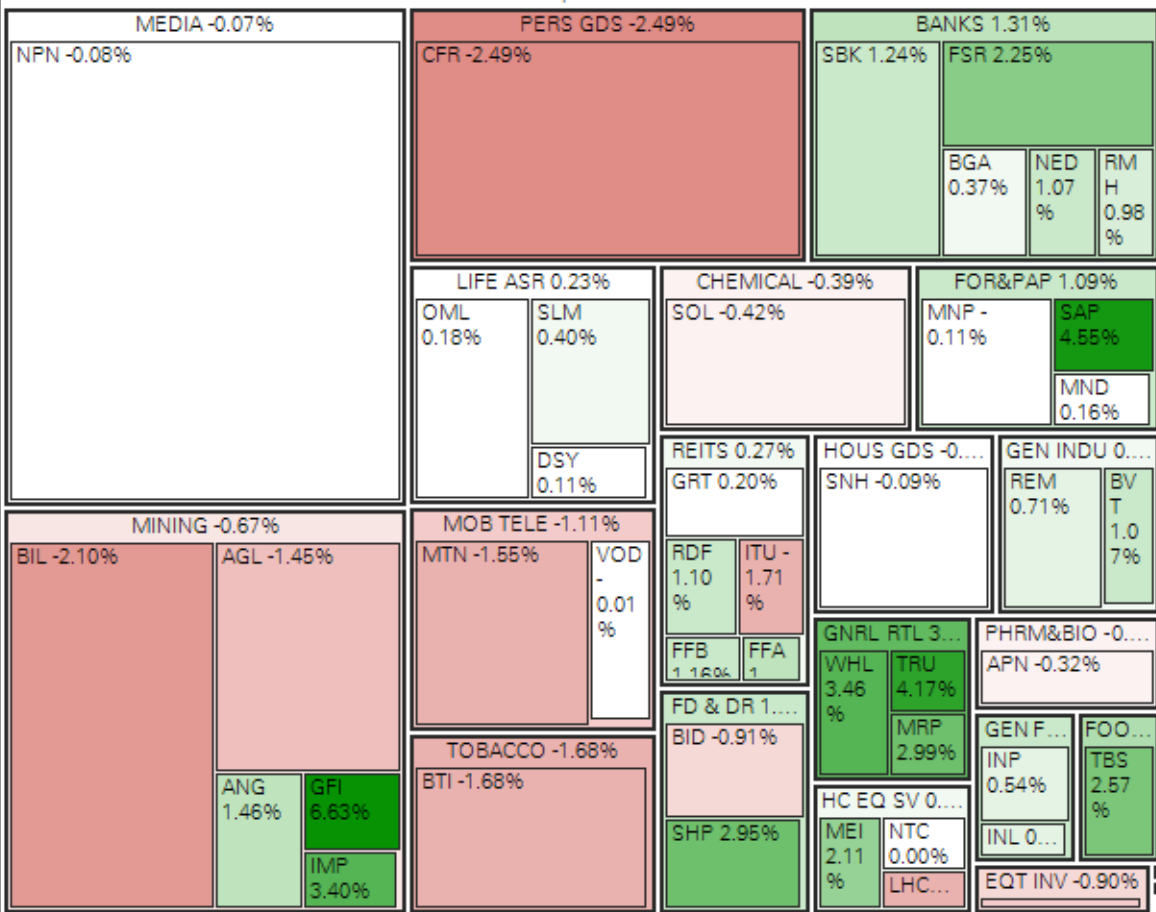 MEDIA -0.07%
NPN -0.08%
PERS GDS -2.49%
CFR -2.49%
BANKS 1.31%
SBK 1.24%
FSR 2.25%
BGA
0.37%
NED
1.07
%
RM
H
0.98
%
LIFE ASR 0.23%
OML
0.18%
SLM
0.40%
DSY
0.11%
CHEMICAL -0.39%
SOL -0.42%
FOR&PAP 1.09%
MNP -
0.11%
SAP
4.55%
MND
0.16%
MINING -0.67%
BIL -2.10%
AGL -1.45%
ANG
1.46%
GFI
6.63%
IMP
3.40%
MOB TELE -1.11%
MTN -1.55%
VOD
-
0.01
%
TOBACCO -1.68%
BTI -1.68%
REITS 0.27%
GRT 0.20%
RDF
1.10
%
ITU -
1.71
%
FFB
1.16%
FFA
1
FD & DR 1....
BID -0.91%
SHP 2.95%
HOUS GDS -0....
SNH -0.09%
GEN INDU 0....
REM
0.71%
BV
T
1.0
7%
GNRL RTL 3...
WHL
3.46
%
TRU
4.17%
MRP
2.99%
PHRM&BIO -0....
APN -0.32%
GEN F...
INP
0.54%
INL 0...
FOO...
TBS
2.57
%
HC EQ SV 0....
MEI
2.11
%
NTC
0.00%
LHC...
EQT INV -0.90%